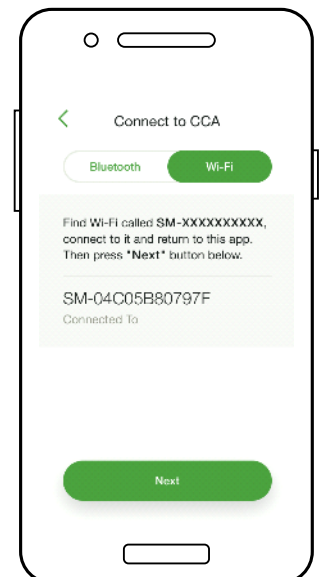 Connect to CCA
Bluetooth
Wi-Fi
Find Wi-Fi called SM-XXXXXXXXXX,
connect to it and return to this app.
Then press "Next" button below.
SM-04C05B80797F
Connected To
Next